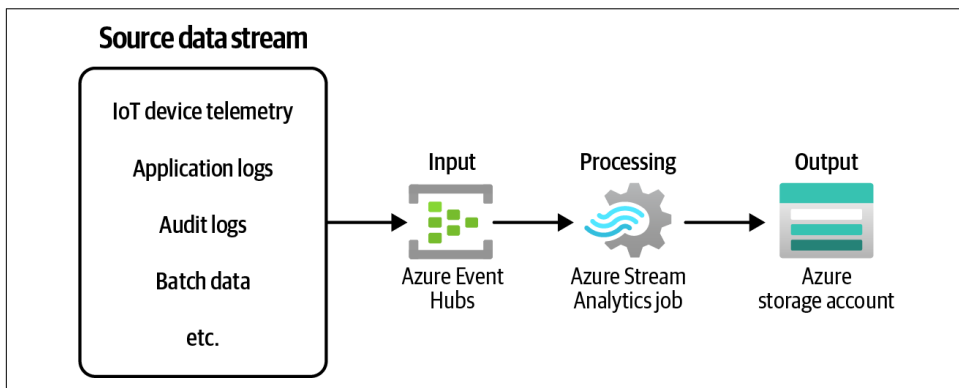 Source data stream
IoT device telemetry
Application logs
Audit logs
Batch data
etc.
Input
Azure Event
Hubs
Processing
Azure Stream
Analytics job
Output
Azure
storage account